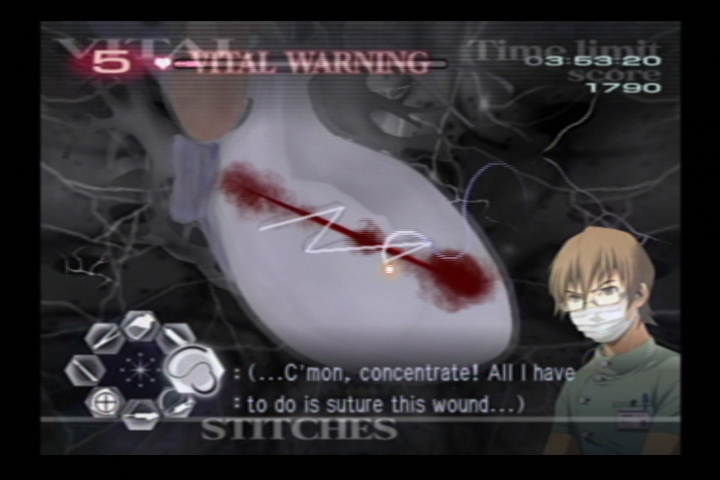 VITAL
5 VITAL WARNING
Time limit
03:53:20
score
1790
: (...C'mon, concentrate! All I have
: to do is suture this wound...)
STITCHES